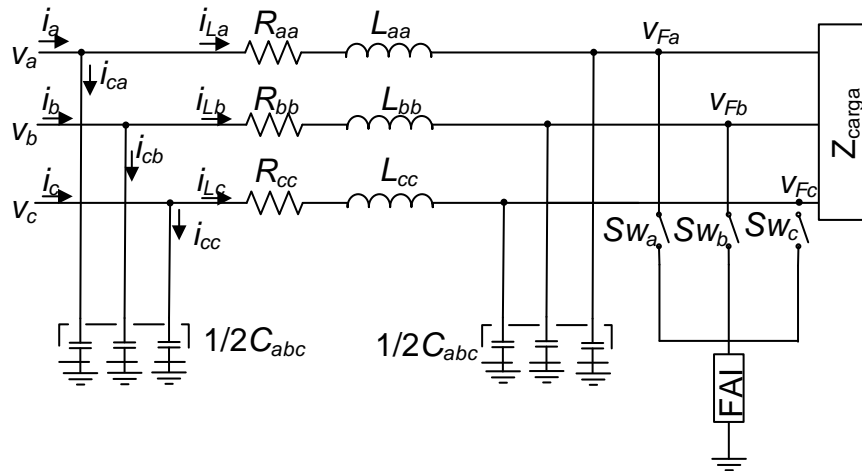 i_a
i_La
R_aa
L_aa
v_Fa
v_a
i_ca
i_b
i_Lb
R_bb
L_bb
v_Fb
Z_carga
v_b
i_cb
i_c
i_Lc
R_cc
L_cc
v_Fc
v_c
i_cc
Sw_a
Sw_b
Sw_c
1/2C_abc
1/2C_abc
FAI